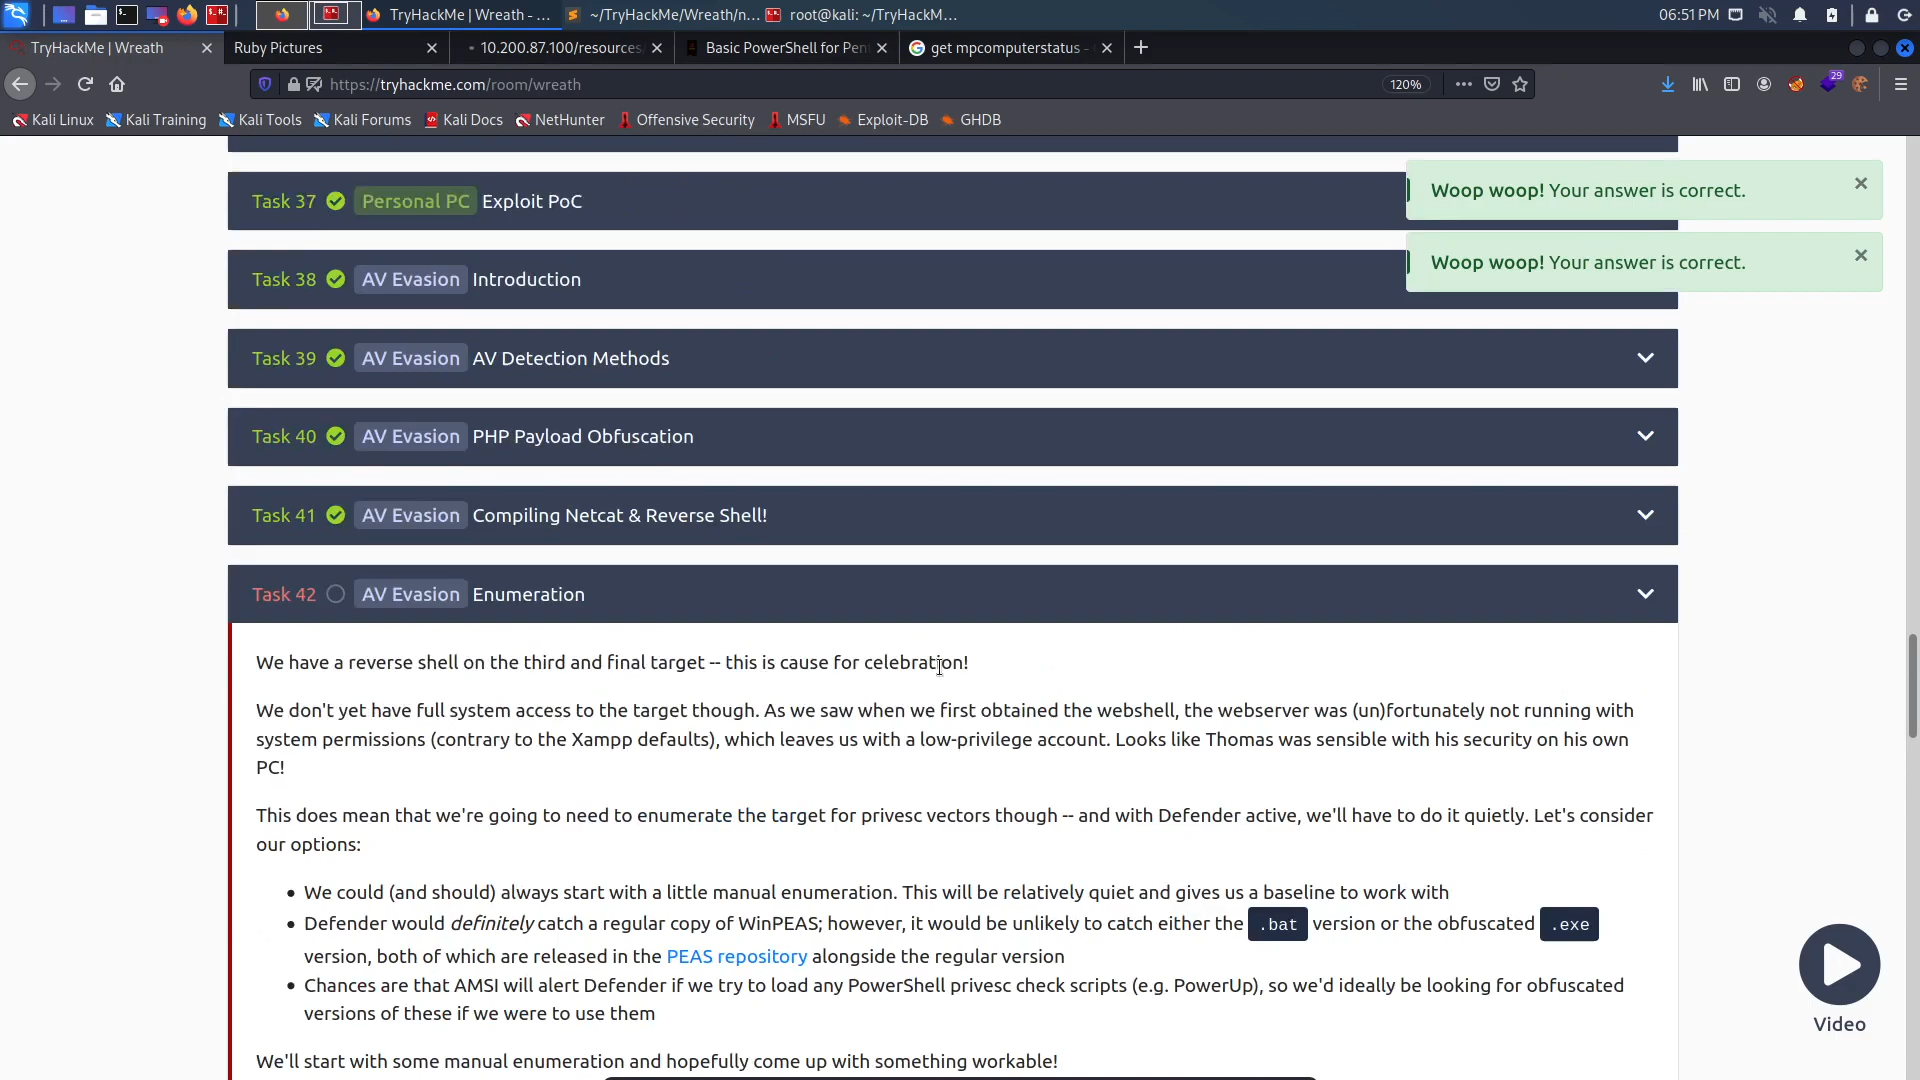 TryHackMe | Wreath - ...
~/TryHackMe/Wreath/n...
root@kali: ~/TryHackM...
06:51 PM
TryHackMe | Wreath
Ruby Pictures
10.200.87.100/resources
Basic PowerShell for Pen
get mpcomputerstatus -
https://tryhackme.com/room/wreath
120%
29
Kali Linux
Kali Training
Kali Tools
Kali Forums
Kali Docs
NetHunter
Offensive Security
MSFU
Exploit-DB
GHDB
Task 37 Personal PC Exploit PoC
Woop woop! Your answer is correct.
Task 38 AV Evasion Introduction
Woop woop! Your answer is correct.
Task 39 AV Evasion AV Detection Methods
Task 40 AV Evasion PHP Payload Obfuscation
Task 41 AV Evasion Compiling Netcat & Reverse Shell!
Task 42 AV Evasion Enumeration
We have a reverse shell on the third and final target -- this is cause for celebration!
We don't yet have full system access to the target though. As we saw when we first obtained the webshell, the webserver was (un)fortunately not running with
system permissions (contrary to the Xampp defaults), which leaves us with a low-privilege account. Looks like Thomas was sensible with his security on his own
PC!
This does mean that we're going to need to enumerate the target for privesc vectors though -- and with Defender active, we'll have to do it quietly. Let's consider
our options:
• We could (and should) always start with a little manual enumeration. This will be relatively quiet and gives us a baseline to work with
• Defender would definitely catch a regular copy of WinPEAS; however, it would be unlikely to catch either the .bat version or the obfuscated .exe
version, both of which are released in the PEAS repository alongside the regular version
• Chances are that AMSI will alert Defender if we try to load any PowerShell privesc check scripts (e.g. PowerUp), so we'd ideally be looking for obfuscated
versions of these if we were to use them
We'll start with some manual enumeration and hopefully come up with something workable!
Video